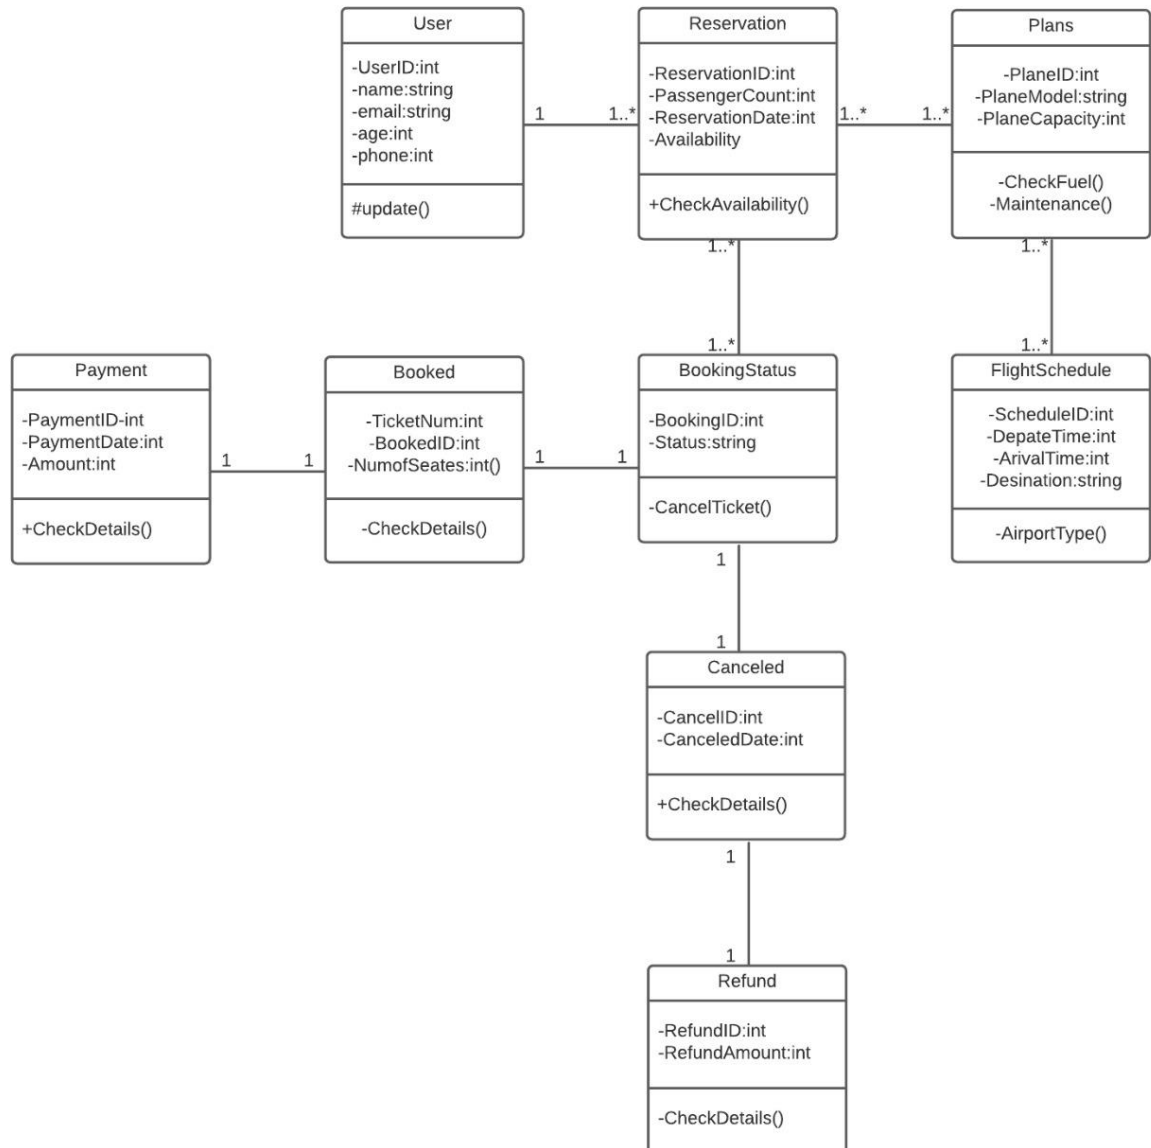 User
-UserID:int
-name:string
-email:string
-age:int
-phone:int
#update()
1
1..*
Reservation
-ReservationID:int
-PassengerCount:int
-ReservationDate:int
-Availability
+CheckAvailability()
1..*
1..*
Plans
-PlaneID:int
-PlaneModel:string
-PlaneCapacity:int
-CheckFuel()
-Maintenance()
1..*
1..*
1..*
1..*
Payment
-PaymentID-int
-PaymentDate:int
-Amount:int
+CheckDetails()
1
1
Booked
-TicketNum:int
-BookedID:int
-NumofSeates:int()
-CheckDetails()
1
1
BookingStatus
-BookingID:int
-Status:string
-CancelTicket()
FlightSchedule
-ScheduleID:int
-DepateTime:int
-ArivalTime:int
-Desination:string
-AirportType()
1
1
Canceled
-CancelID:int
-CanceledDate:int
+CheckDetails()
1
1
Refund
-RefundID:int
-RefundAmount:int
-CheckDetails()